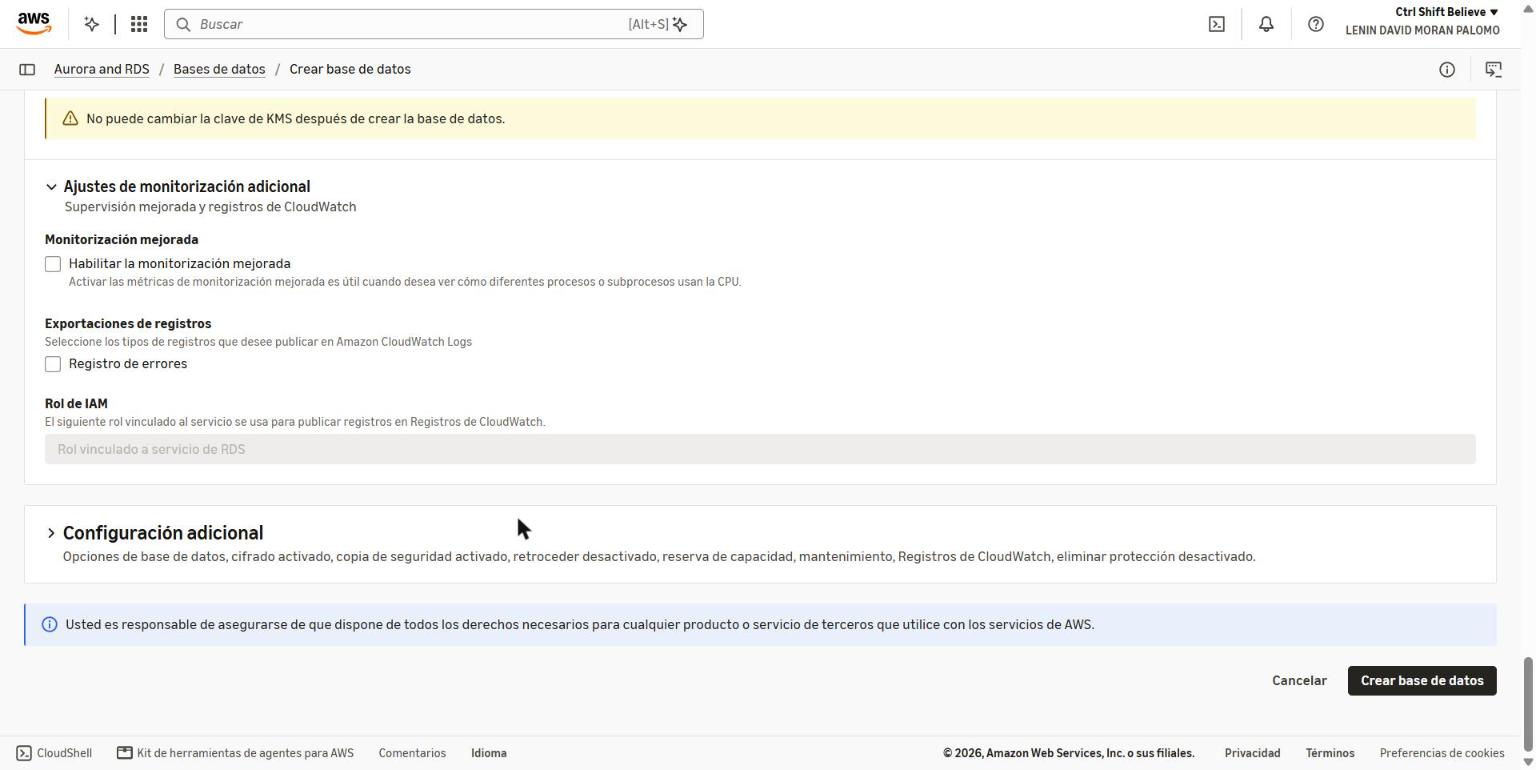 aws
Buscar
[Alt+S]
Ctrl Shift Believe
LENIN DAVID MORAN PALOMO
Aurora and RDS / Bases de datos / Crear base de datos
No puede cambiar la clave de KMS después de crear la base de datos.
Ajustes de monitorización adicional
Supervisión mejorada y registros de CloudWatch
Monitorización mejorada
Habilitar la monitorización mejorada
Activar las métricas de monitorización mejorada es útil cuando desea ver cómo diferentes procesos o subprocesos usan la CPU.
Exportaciones de registros
Seleccione los tipos de registros que desee publicar en Amazon CloudWatch Logs
Registro de errores
Rol de IAM
El siguiente rol vinculado al servicio se usa para publicar registros en Registros de CloudWatch.
Rol vinculado a servicio de RDS
Configuración adicional
Opciones de base de datos, cifrado activado, copia de seguridad activado, retroceder desactivado, reserva de capacidad, mantenimiento, Registros de CloudWatch, eliminar protección desactivado.
Usted es responsable de asegurarse de que dispone de todos los derechos necesarios para cualquier producto o servicio de terceros que utilice con los servicios de AWS.
Cancelar
Crear base de datos
CloudShell
Kit de herramientas de agentes para AWS
Comentarios
Idioma
© 2026, Amazon Web Services, Inc. o sus filiales.
Privacidad
Términos
Preferencias de cookies